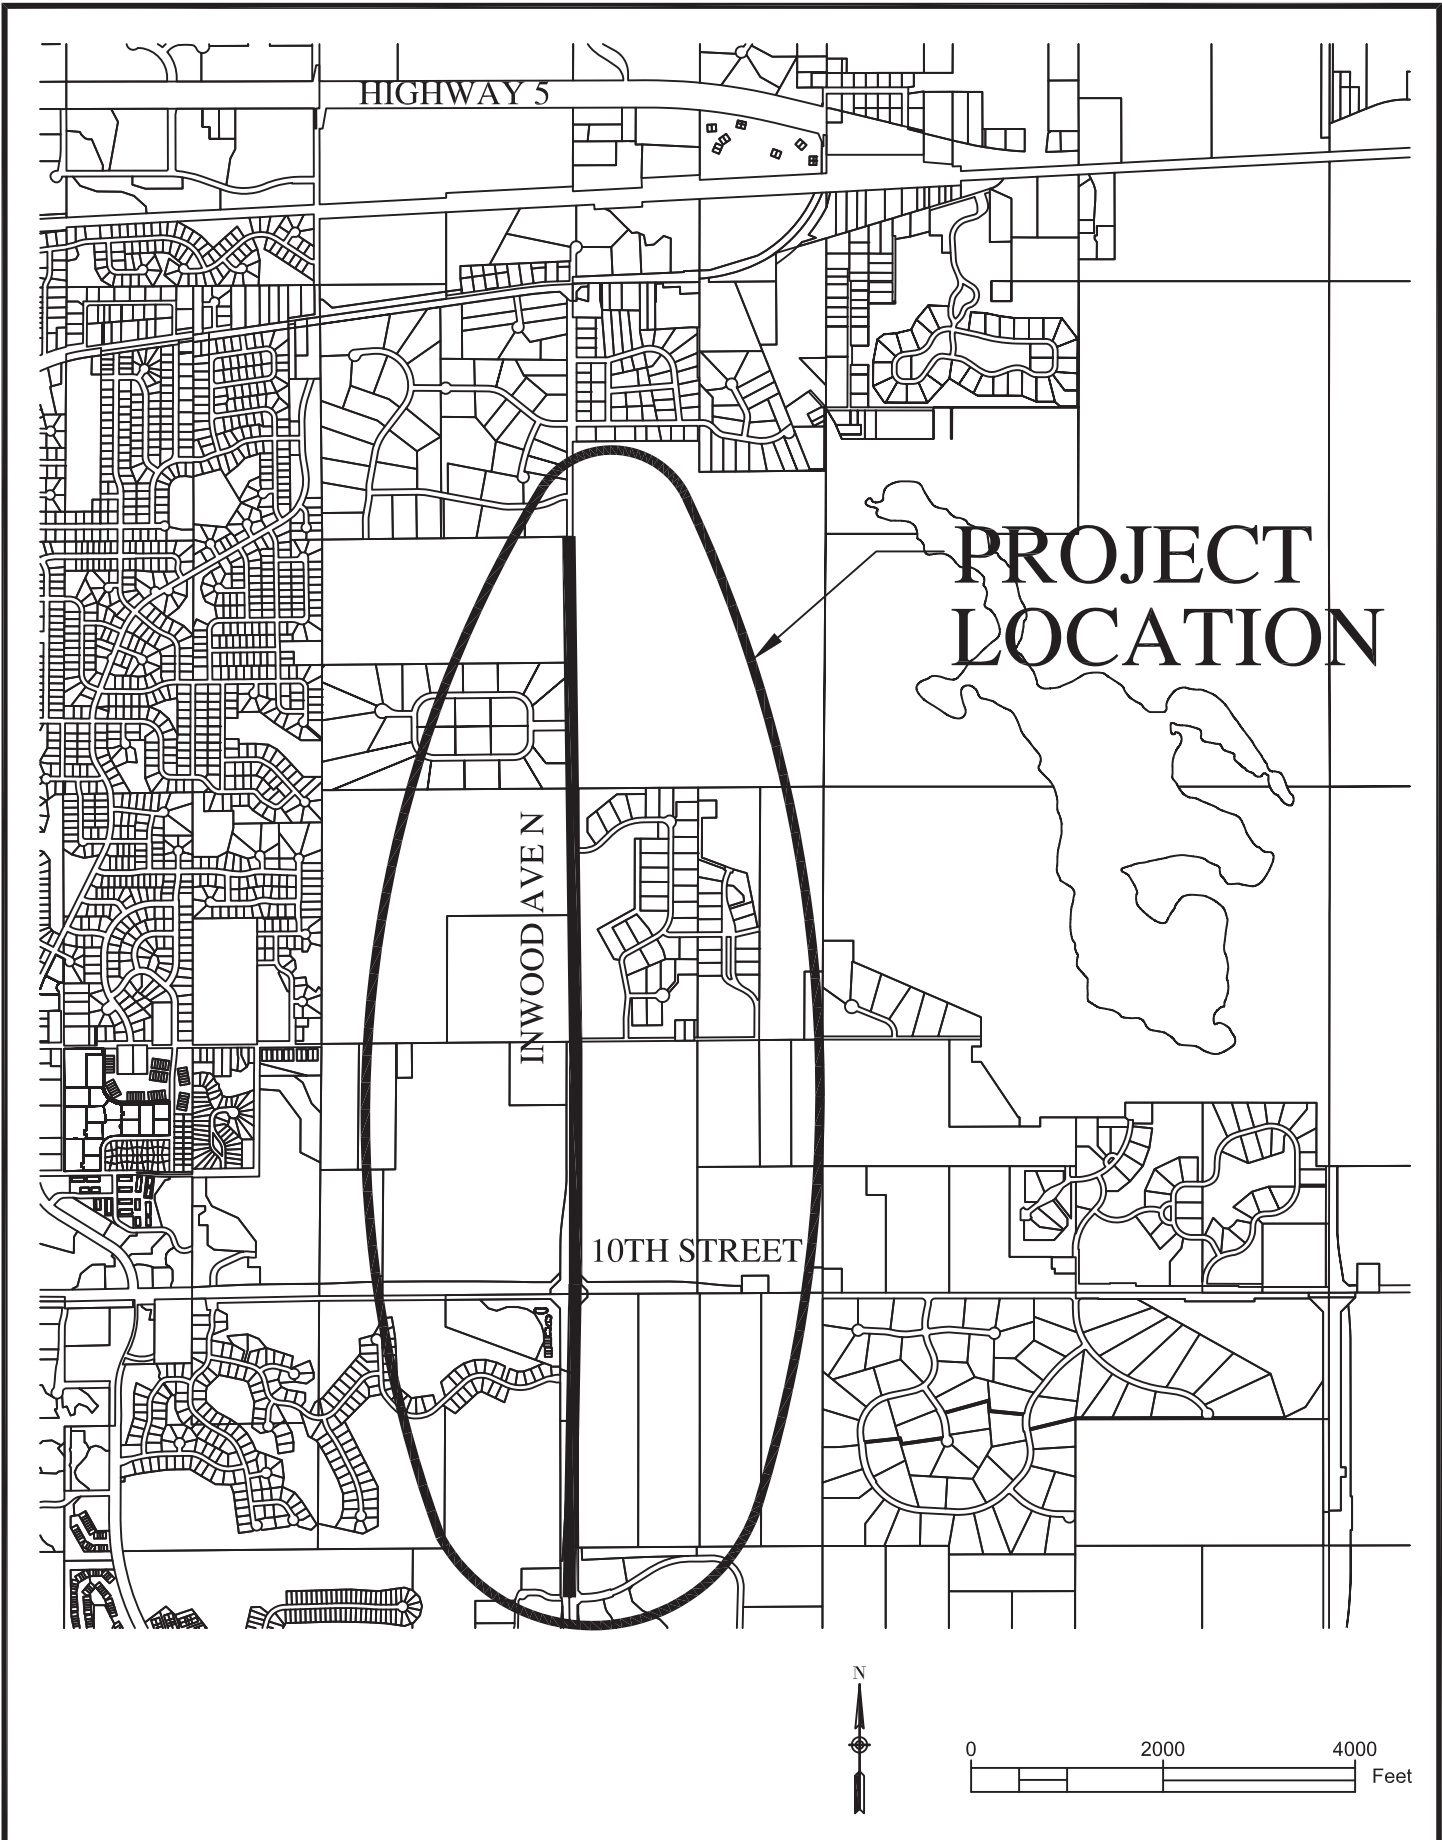 HIGHWAY 5
PROJECT
LOCATION
INWOOD AVE N
10TH STREET
N
0 2000 4000
Feet